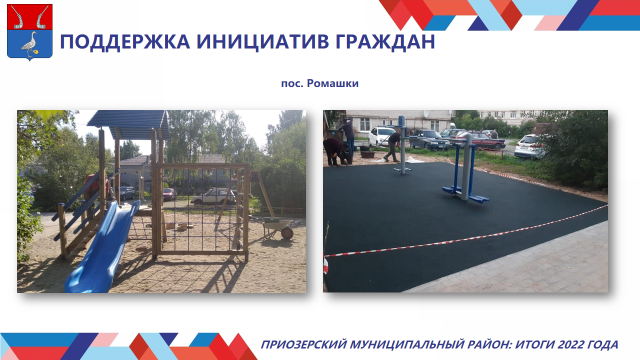 ПОДДЕРЖКА ИНИЦИАТИВ ГРАЖДАН
пос. Ромашки
ПРИОЗЕРСКИЙ МУНИЦИПАЛЬНЫЙ РАЙОН: ИТОГИ 2022 ГОДА